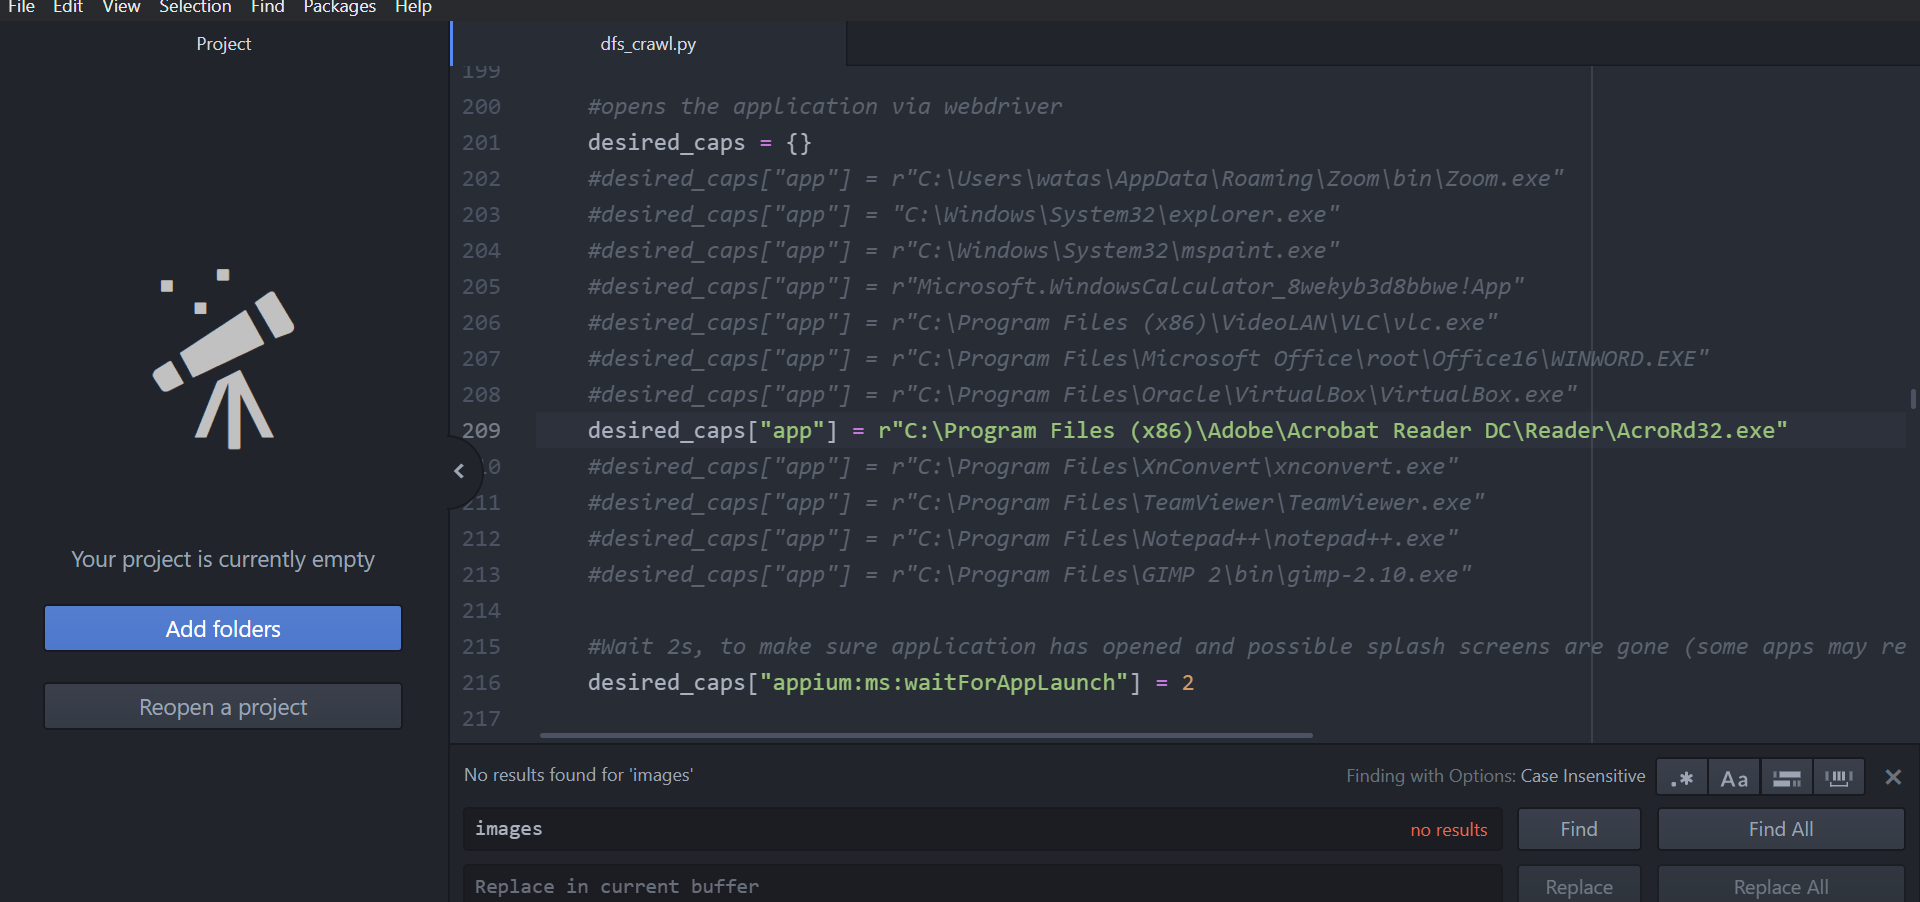 File Edit View Selection Find Packages Help
Project
dfs_crawl.py
199
200 #opens the application via webdriver
201 desired_caps = {}
202 #desired_caps["app"] = r"C:\Users\watas\AppData\Roaming\Zoom\bin\Zoom.exe"
203 #desired_caps["app"] = "C:\Windows\System32\explorer.exe"
204 #desired_caps["app"] = r"C:\Windows\System32\mspaint.exe"
205 #desired_caps["app"] = r"Microsoft.WindowsCalculator_8wekyb3d8bbwe!App"
206 #desired_caps["app"] = r"C:\Program Files (x86)\VideoLAN\VLC\vlc.exe"
207 #desired_caps["app"] = r"C:\Program Files\Microsoft Office\root\Office16\WINWORD.EXE"
208 #desired_caps["app"] = r"C:\Program Files\Oracle\VirtualBox\VirtualBox.exe"
209 desired_caps["app"] = r"C:\Program Files (x86)\Adobe\Acrobat Reader DC\Reader\AcroRd32.exe"
10 #desired_caps["app"] = r"C:\Program Files\XnConvert\xnconvert.exe"
211 #desired_caps["app"] = r"C:\Program Files\TeamViewer\TeamViewer.exe"
212 #desired_caps["app"] = r"C:\Program Files\Notepad++\notepad++.exe"
213 #desired_caps["app"] = r"C:\Program Files\GIMP 2\bin\gimp-2.10.exe"
214
215 #Wait 2s, to make sure application has opened and possible splash screens are gone (some apps may re
216 desired_caps["appium:ms:waitForAppLaunch"] = 2
217
Your project is currently empty
Add folders
Reopen a project
No results found for 'images'
Finding with Options: Case Insensitive
.* Aa
images
no results
Find
Find All
Replace in current buffer
Replace
Replace All